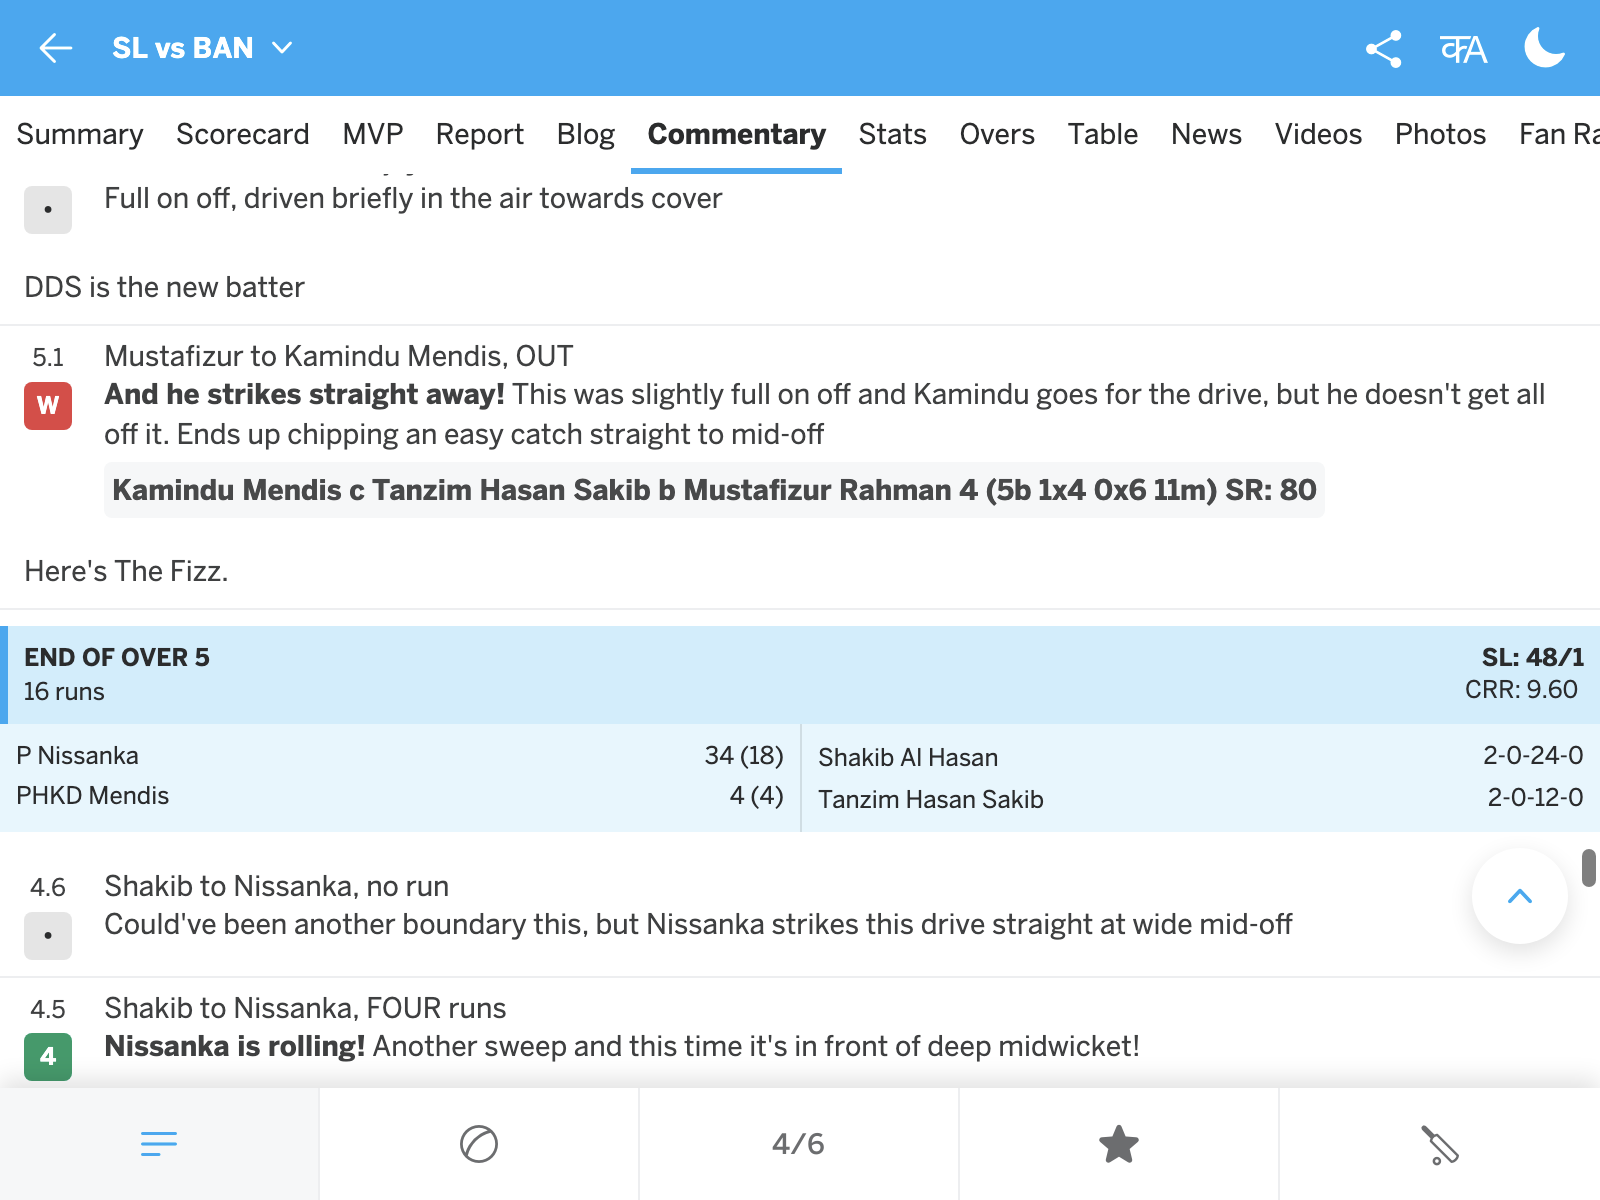 SL vs BAN
क A
Summary Scorecard MVP Report Blog Commentary Stats Overs Table News Videos Photos Fan Ra
• Full on off, driven briefly in the air towards cover
DDS is the new batter
5.1 Mustafizur to Kamindu Mendis, OUT
W And he strikes straight away! This was slightly full on off and Kamindu goes for the drive, but he doesn't get all
off it. Ends up chipping an easy catch straight to mid-off
Kamindu Mendis c Tanzim Hasan Sakib b Mustafizur Rahman 4 (5b 1x4 0x6 11m) SR: 80
Here's The Fizz.
END OF OVER 5 SL: 48/1
16 runs CRR: 9.60
P Nissanka 34 (18) Shakib Al Hasan 2-0-24-0
PHKD Mendis 4 (4) Tanzim Hasan Sakib 2-0-12-0
4.6 Shakib to Nissanka, no run
• Could've been another boundary this, but Nissanka strikes this drive straight at wide mid-off
4.5 Shakib to Nissanka, FOUR runs
4 Nissanka is rolling! Another sweep and this time it's in front of deep midwicket!
4/6